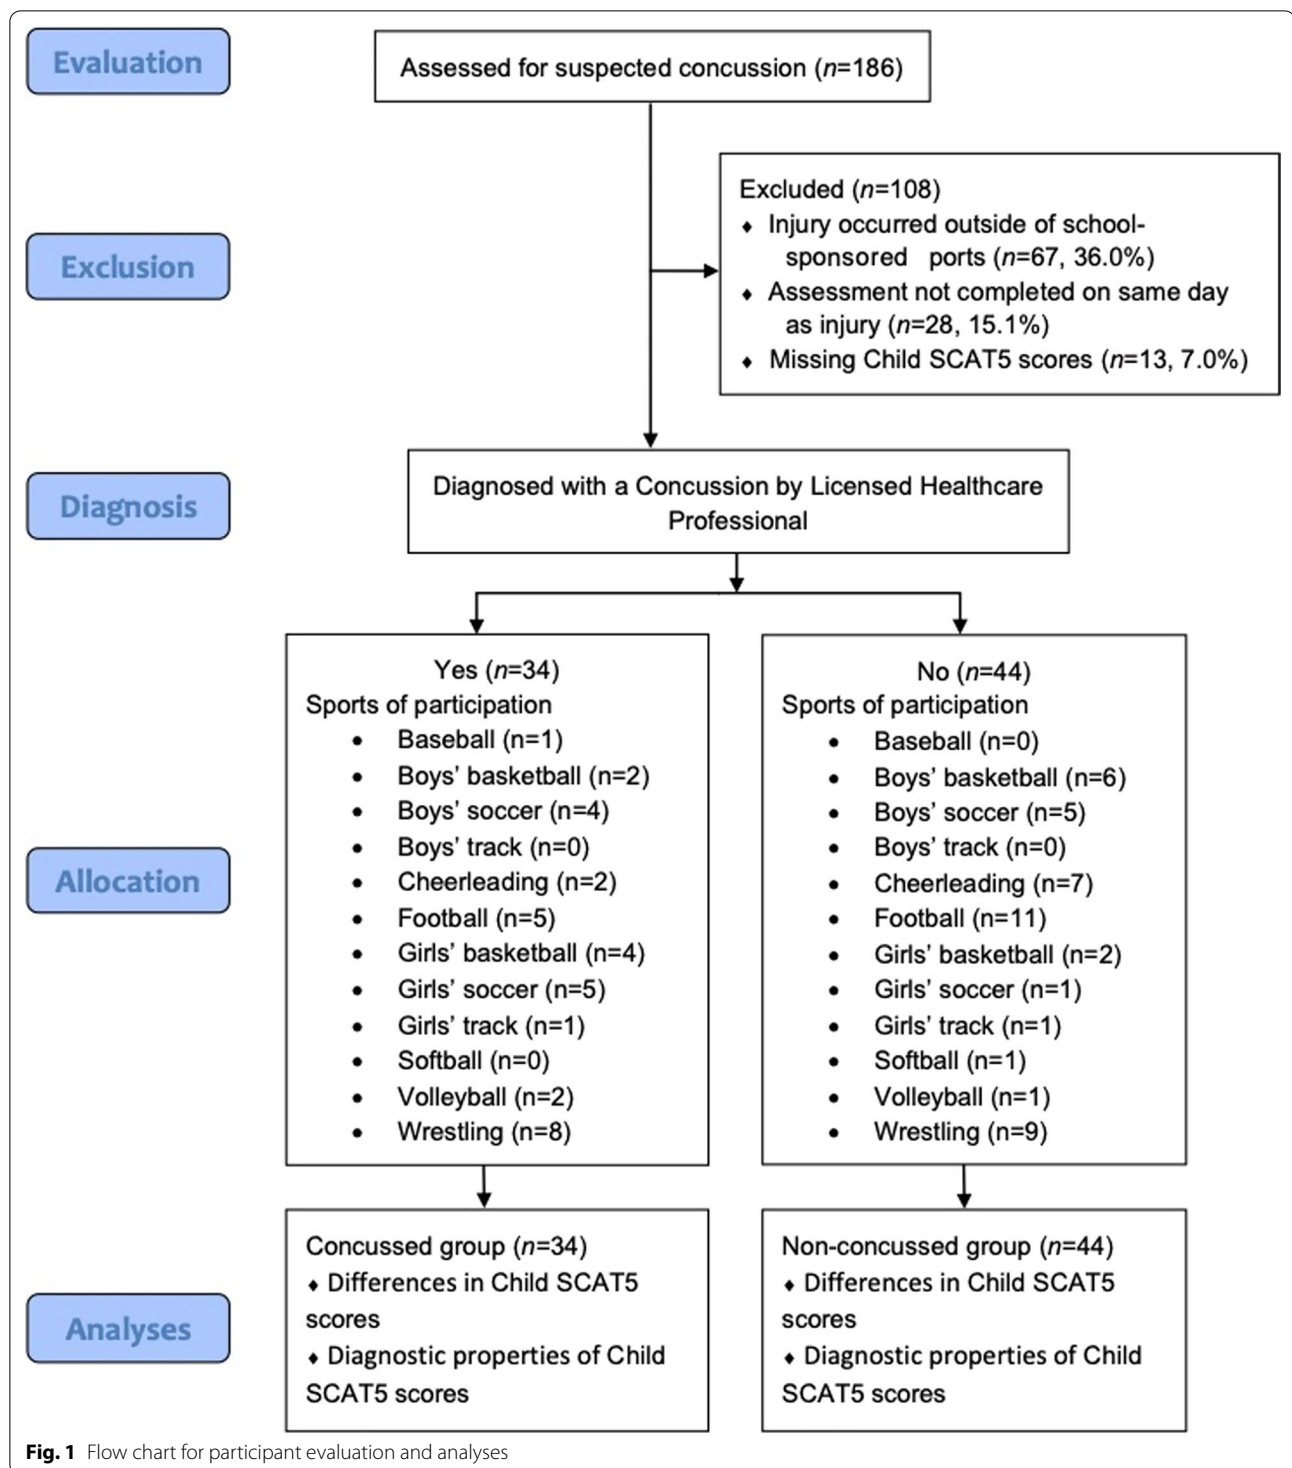 Evaluation
Assessed for suspected concussion (n=186)
Exclusion
Excluded (n=108)
♦ Injury occurred outside of school-
sponsored ports (n=67, 36.0%)
♦ Assessment not completed on same day
as injury (n=28, 15.1%)
♦ Missing Child SCAT5 scores (n=13, 7.0%)
Diagnosis
Diagnosed with a Concussion by Licensed Healthcare
Professional
Allocation
Yes (n=34)
Sports of participation
• Baseball (n=1)
• Boys’ basketball (n=2)
• Boys’ soccer (n=4)
• Boys’ track (n=0)
• Cheerleading (n=2)
• Football (n=5)
• Girls’ basketball (n=4)
• Girls’ soccer (n=5)
• Girls’ track (n=1)
• Softball (n=0)
• Volleyball (n=2)
• Wrestling (n=8)
No (n=44)
Sports of participation
• Baseball (n=0)
• Boys’ basketball (n=6)
• Boys’ soccer (n=5)
• Boys’ track (n=0)
• Cheerleading (n=7)
• Football (n=11)
• Girls’ basketball (n=2)
• Girls’ soccer (n=1)
• Girls’ track (n=1)
• Softball (n=1)
• Volleyball (n=1)
• Wrestling (n=9)
Analyses
Concussed group (n=34)
♦ Differences in Child SCAT5
scores
♦ Diagnostic properties of Child
SCAT5 scores
Non-concussed group (n=44)
♦ Differences in Child SCAT5
scores
♦ Diagnostic properties of Child
SCAT5 scores
Fig. 1 Flow chart for participant evaluation and analyses